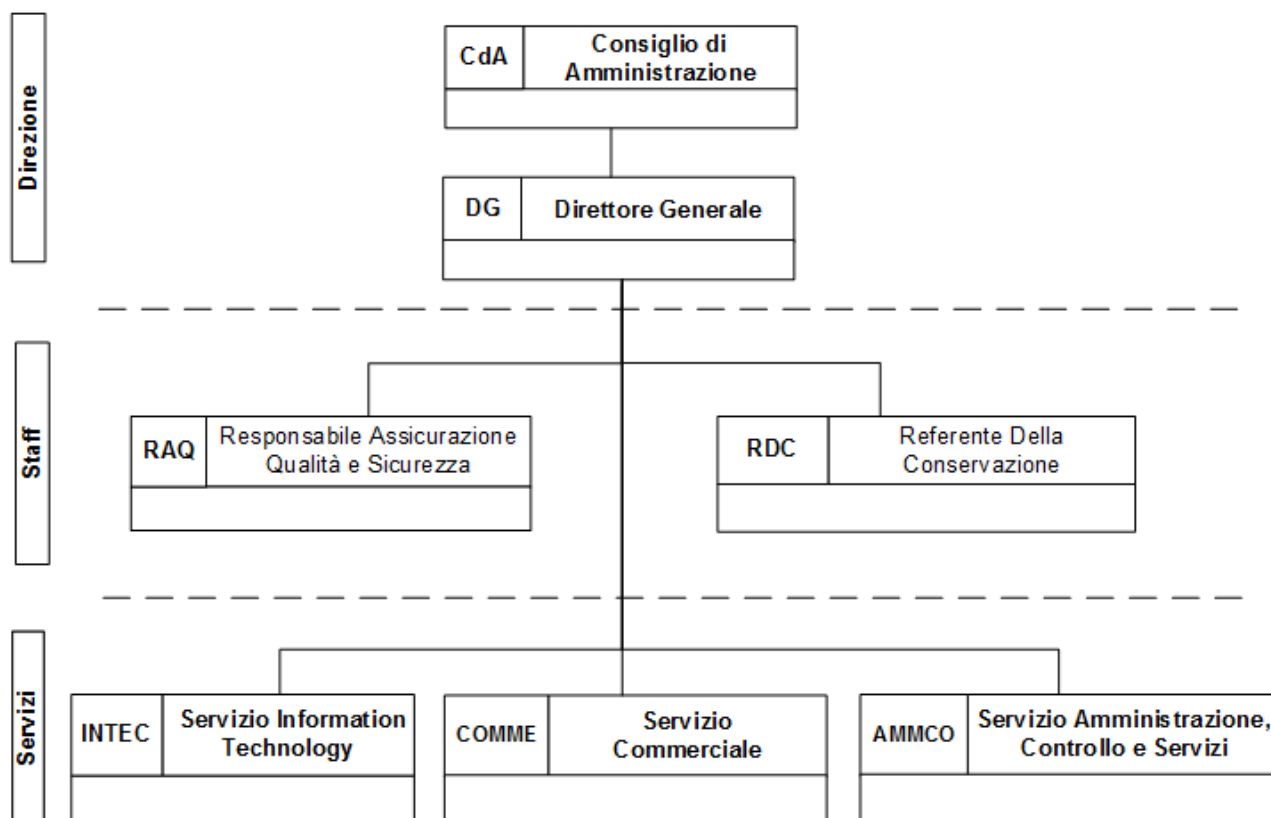 Direzione
CdA
Consiglio di
Amministrazione
DG
Direttore Generale
Staff
RAQ
Responsabile Assicurazione
Qualità e Sicurezza
RDC
Referente Della
Conservazione
Servizi
INTEC
Servizio Information
Technology
COMME
Servizio
Commerciale
AMMCO
Servizio Amministrazione,
Controllo e Servizi